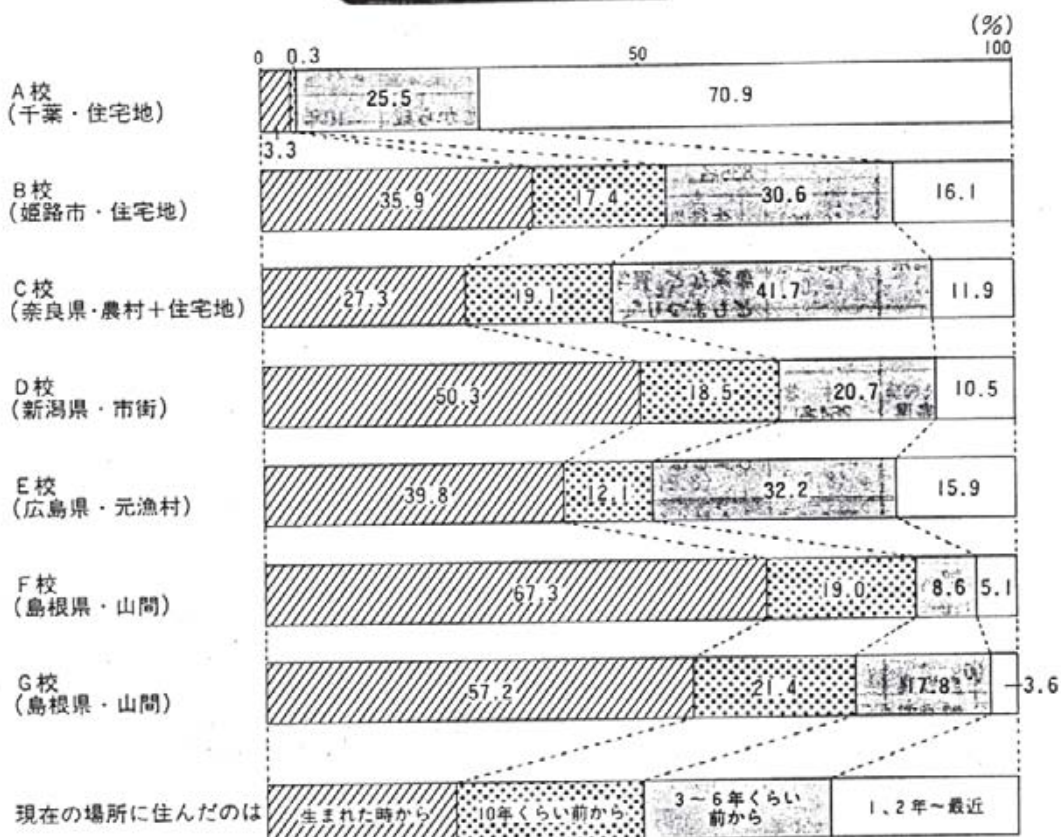 (%)
0 0.3 50 100
A校
(千葉・住宅地)
25.5 70.9
3.3
B校
(姫路市・住宅地)
35.9 17.4 30.6 16.1
C校
(奈良県・農村+住宅地)
27.3 19.1 41.7 11.9
D校
(新潟県・市街)
50.3 18.5 20.7 10.5
E校
(広島県・元漁村)
39.8 12.1 32.2 15.9
F校
(島根県・山間)
67.3 19.0 8.6 5.1
G校
(島根県・山間)
57.2 21.4 17.8 3.6
現在の場所に住んだのは 生まれた時から 10年くらい前から 3~6年くらい前から 1、2年~最近